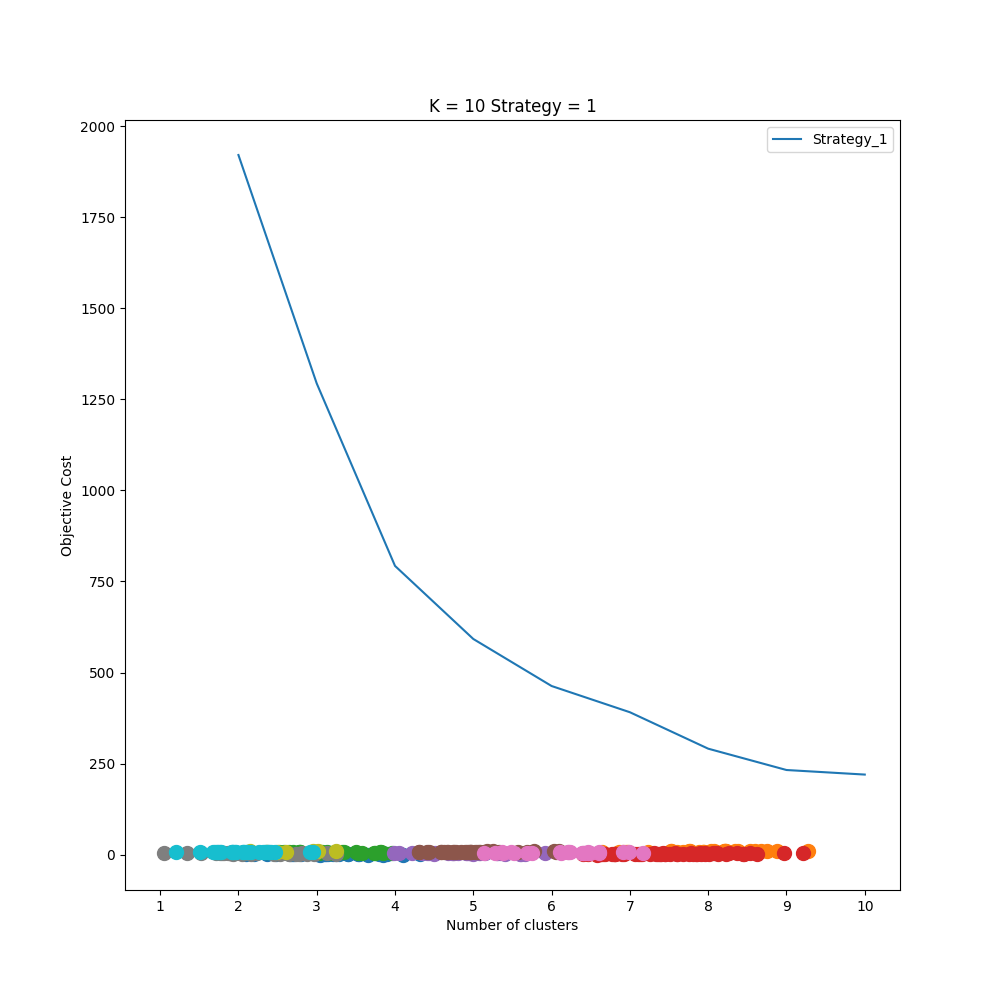 K = 10 Strategy = 1
Strategy_1
2000
1750
1500
1250
1000
750
500
250
0
Objective Cost
1 2 3 4 5 6 7 8 9 10
Number of clusters